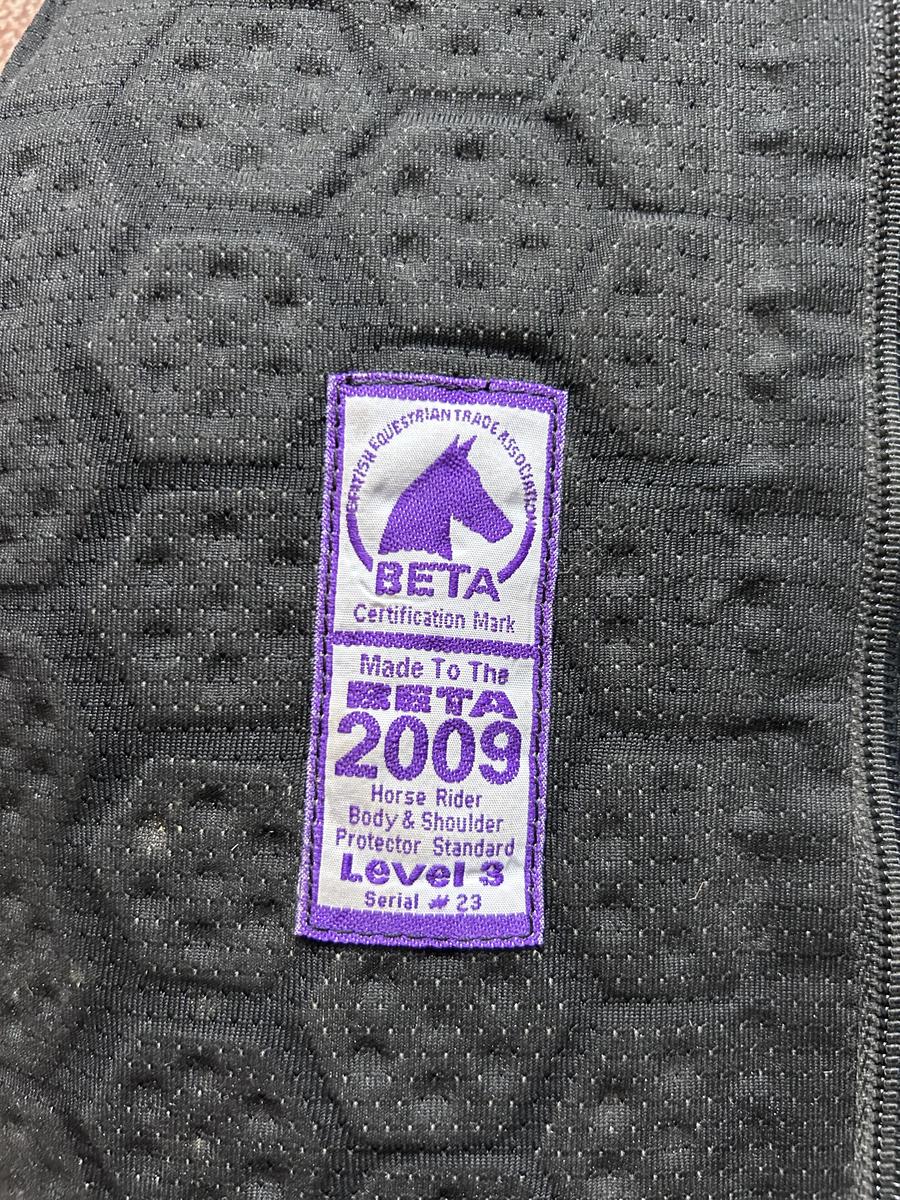 BRITISH EQUESTRIAN TRADE ASSOCIATION
BETA
Certification Mark
Made To The
BETA
2009
Horse Rider
Body & Shoulder
Protector Standard
Level 3
Serial # 23